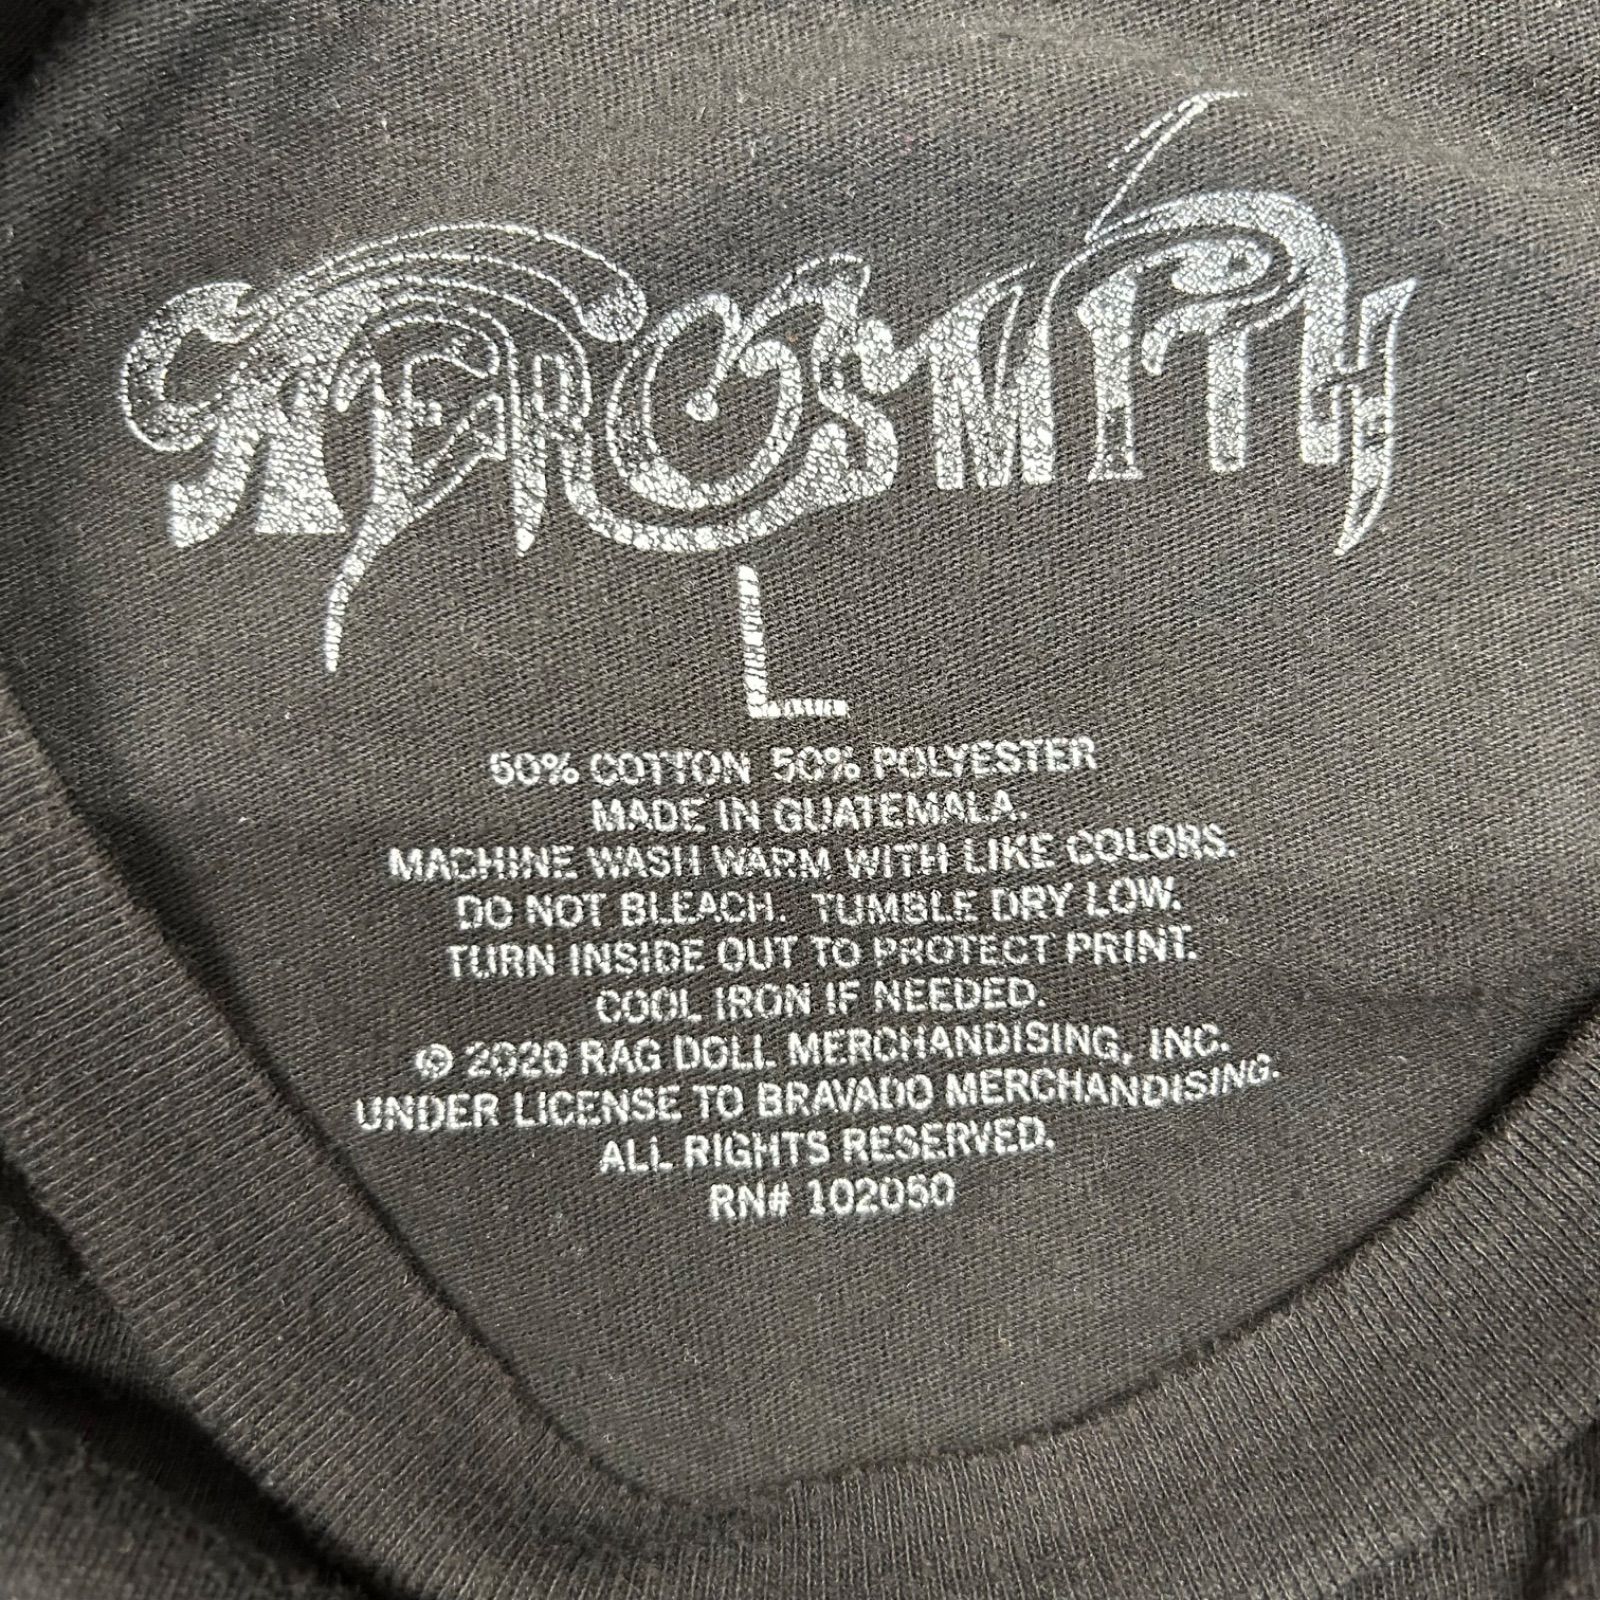 AEROSMITH
L
50% COTTON 50% POLYESTER
MADE IN GUATEMALA.
MACHINE WASH WARM WITH LIKE COLORS.
DO NOT BLEACH. TUMBLE DRY LOW.
TURN INSIDE OUT TO PROTECT PRINT.
COOL IRON IF NEEDED.
© 2020 RAG DOLL MERCHANDISING, INC.
UNDER LICENSE TO BRAVADO MERCHANDISING.
ALL RIGHTS RESERVED.
RN# 102050